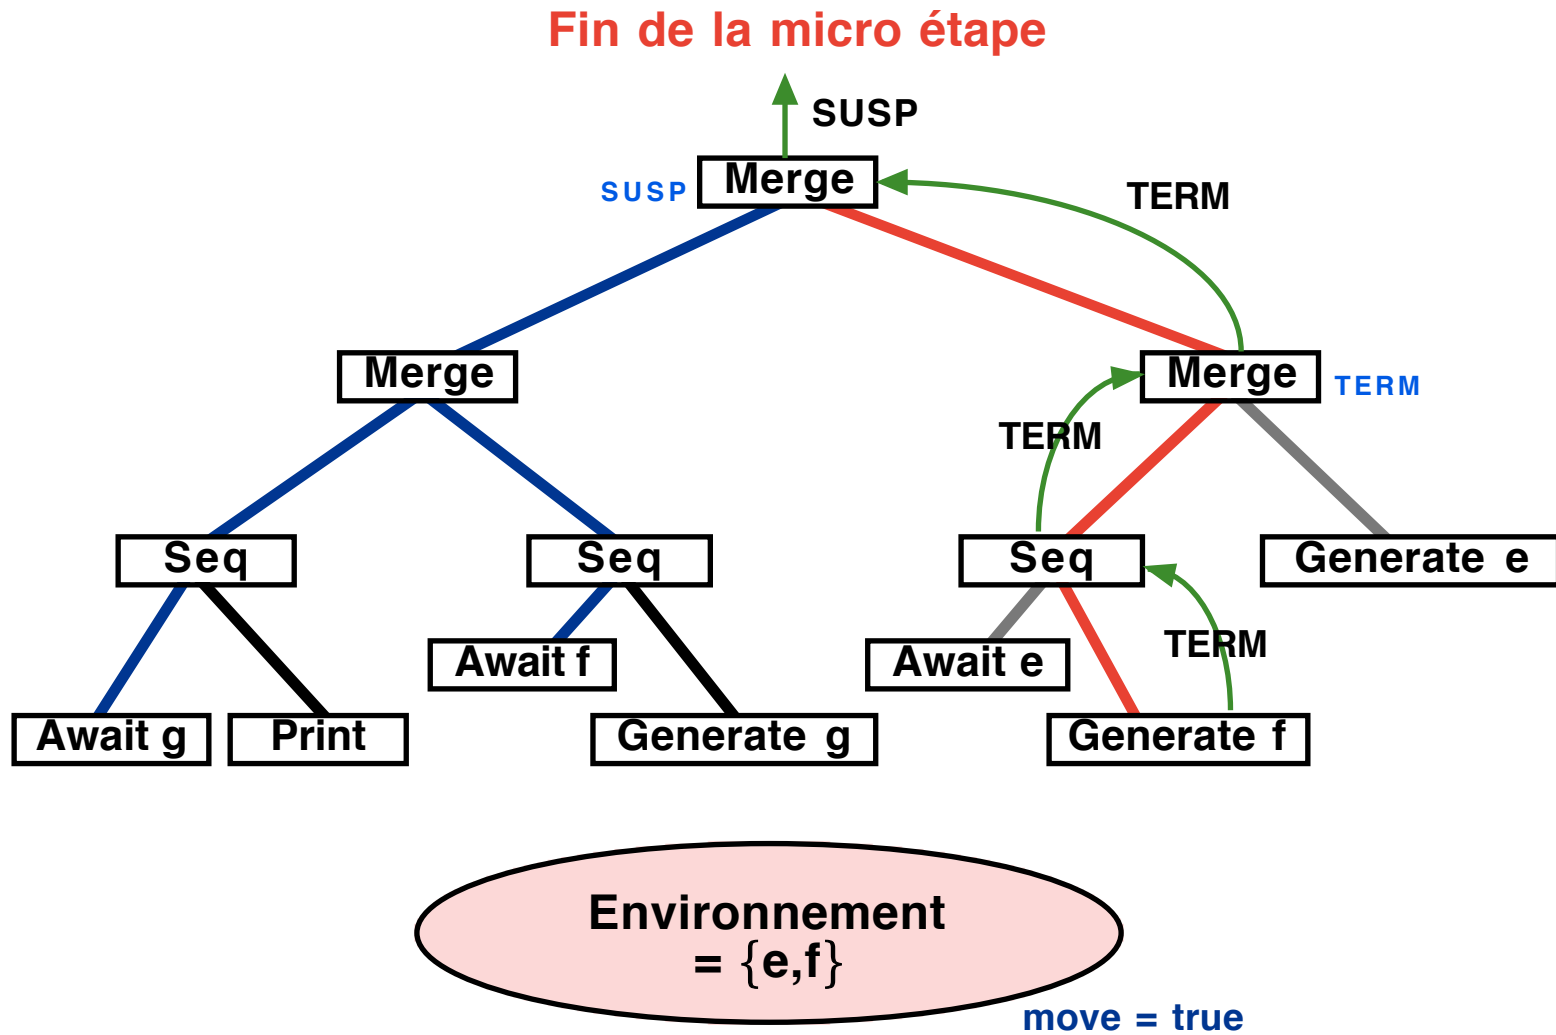 Fin de la micro étape
SUSP
SUSP
Merge
TERM
Merge
Merge
TERM
TERM
Seq
Seq
Seq
Generate e
TERM
Await f
Await e
Await g
Print
Generate g
Generate f
Environnement
= {e,f}
move = true